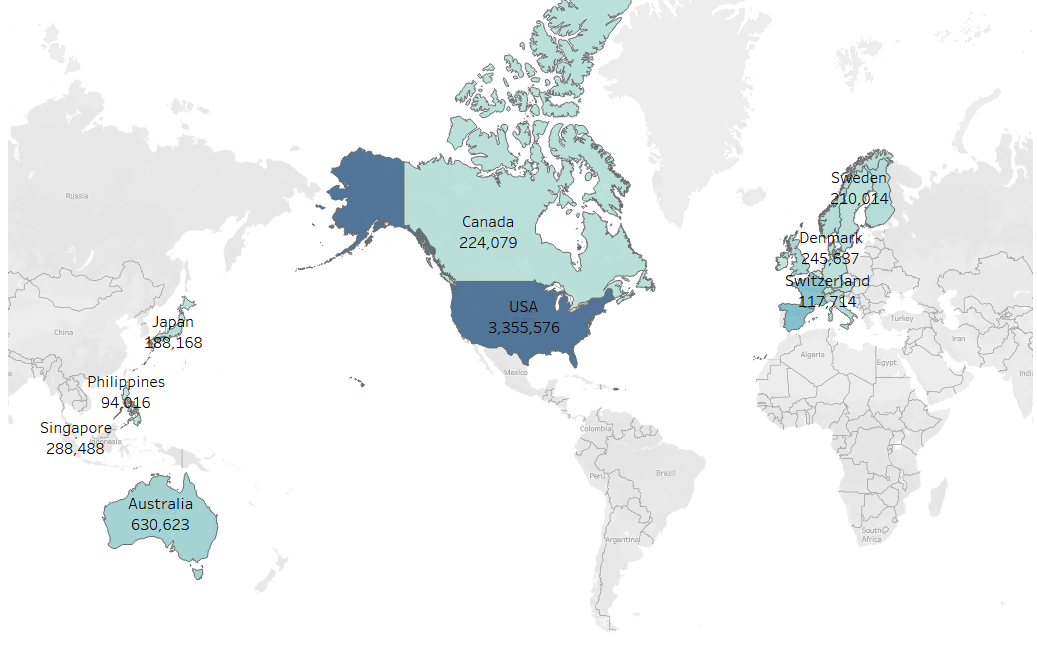 Sweden
210,014
Russia
Canada
224,079
Denmark
245,637
Switzerland
117,714
USA
3,355,576
Japan
188,168
China
Turkey
Iran
Algeria
Egypt
Mexico
Philippines
94,016
Singapore
288,488
Colombia
Peru
Brazil
Australia
630,623
South
Africa
Argentina